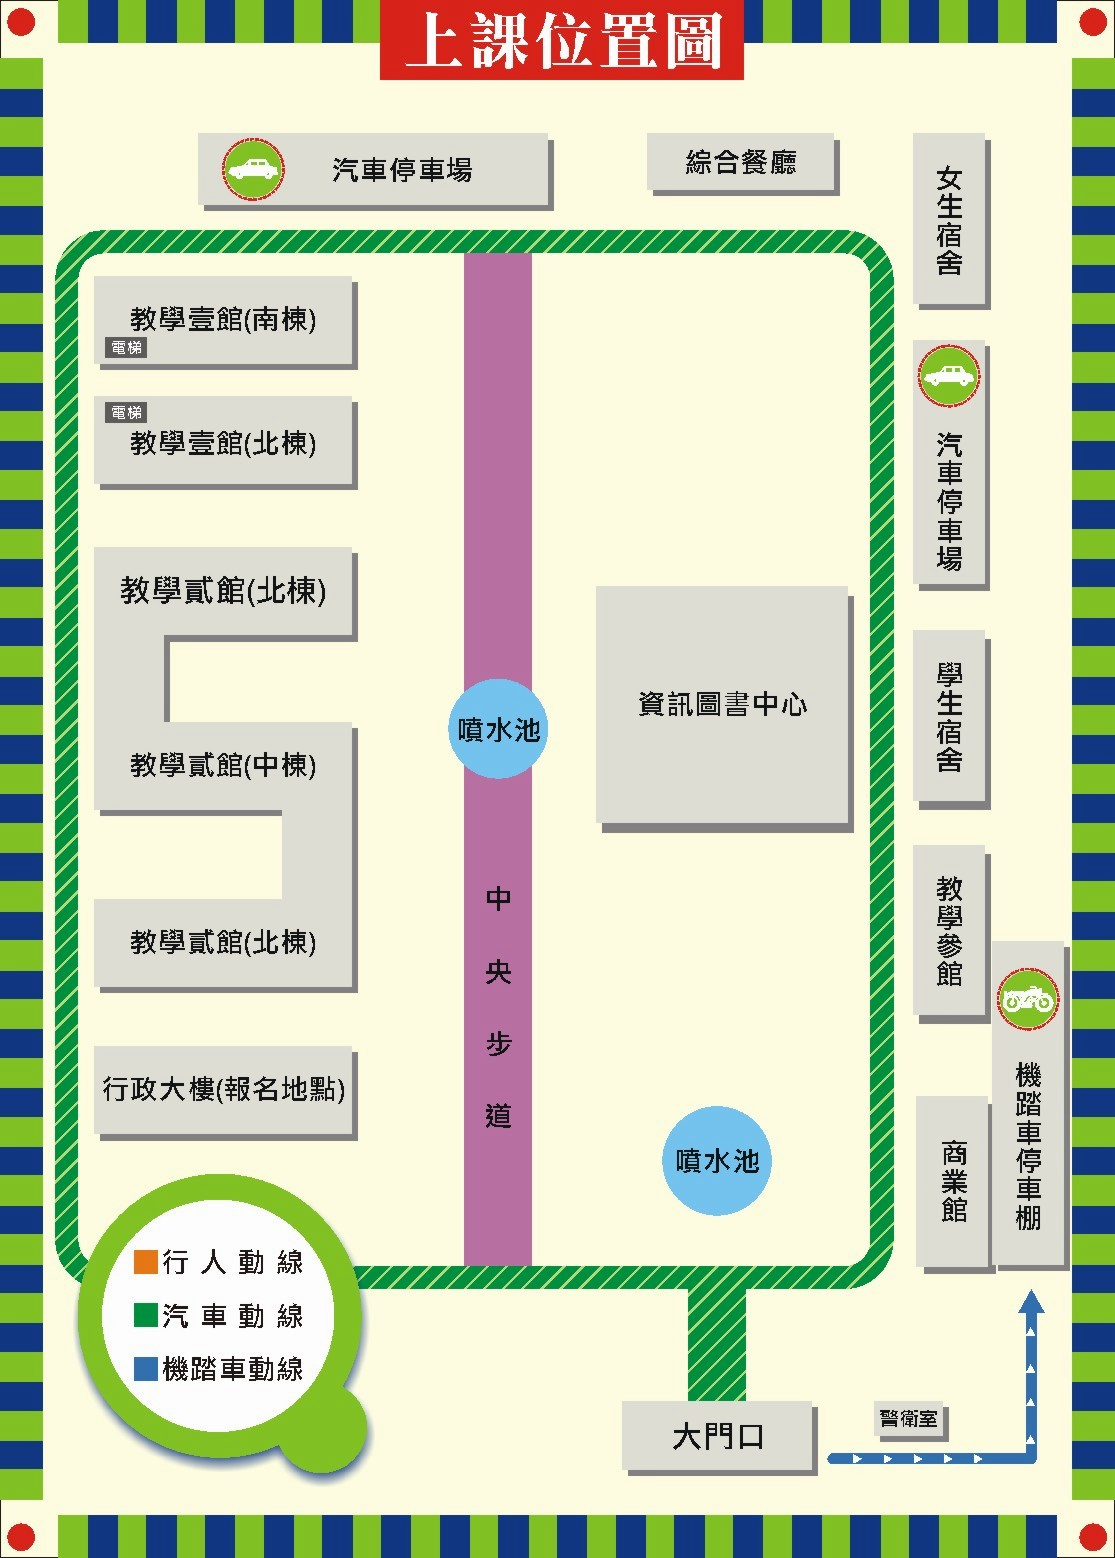 上課位置圖
汽車停車場
綜合餐廳
女生宿舍
教學壹館(南棟)
電梯
電梯
教學壹館(北棟)
汽車停車場
教學貳館(北棟)
資訊圖書中心
學生宿舍
噴水池
教學貳館(中棟)
中央步道
教學參館
教學貳館(北棟)
機踏車停車棚
行政大樓(報名地點)
噴水池
商業館
行人動線
汽車動線
機踏車動線
警衛室
大門口